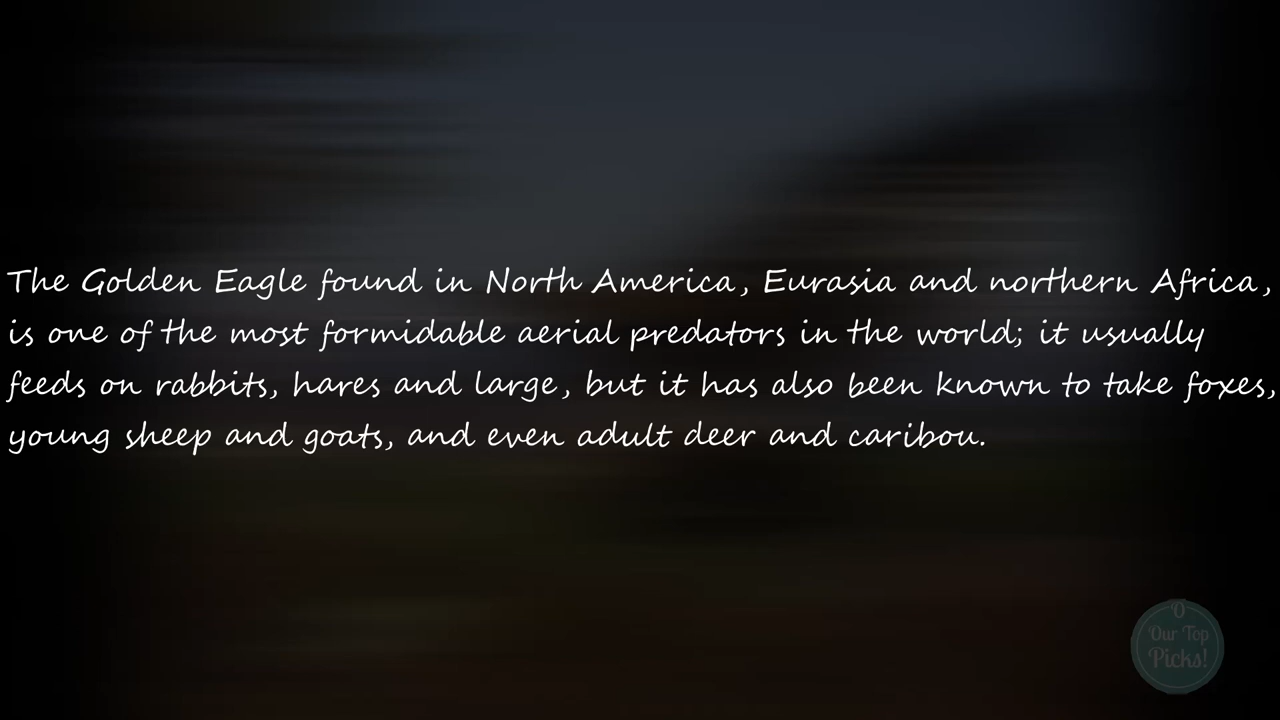 The Golden Eagle found in North America, Eurasia and northern Africa,
is one of the most formidable aerial predators in the world; it usually
feeds on rabbits, hares and large, but it has also been known to take foxes,
young sheep and goats, and even adult deer and caribou.
O
Our Top
Picks!